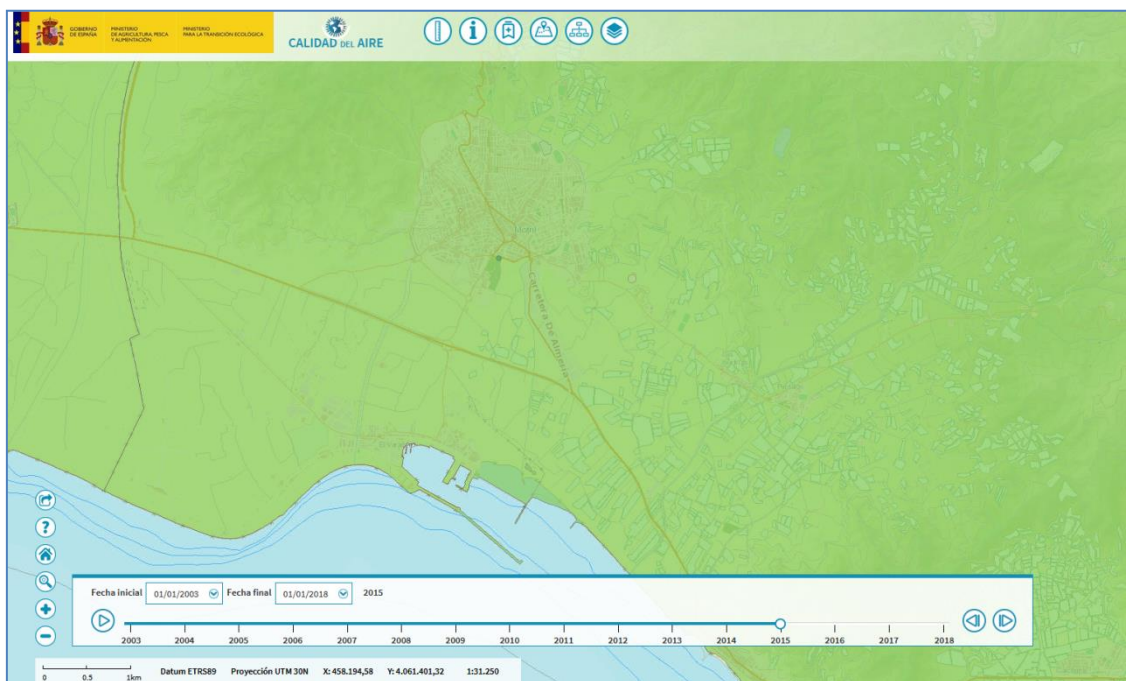 GOBIERNO
DE ESPAÑA
MINISTERIO
DE AGRICULTURA, PESCA
Y ALIMENTACIÓN
MINISTERIO
PARA LA TRANSICIÓN ECOLÓGICA
CALIDAD DEL AIRE
Motril
Carretera De Almería
Fecha inicial 01/01/2003 Fecha final 01/01/2018 2015
2003 2004 2005 2006 2007 2008 2009 2010 2011 2012 2013 2014 2015 2016 2017 2018
0 0.5 1km Datum ETRS89 Proyección UTM 30N X: 458.194,58 Y: 4.061.401,32 1:31.250